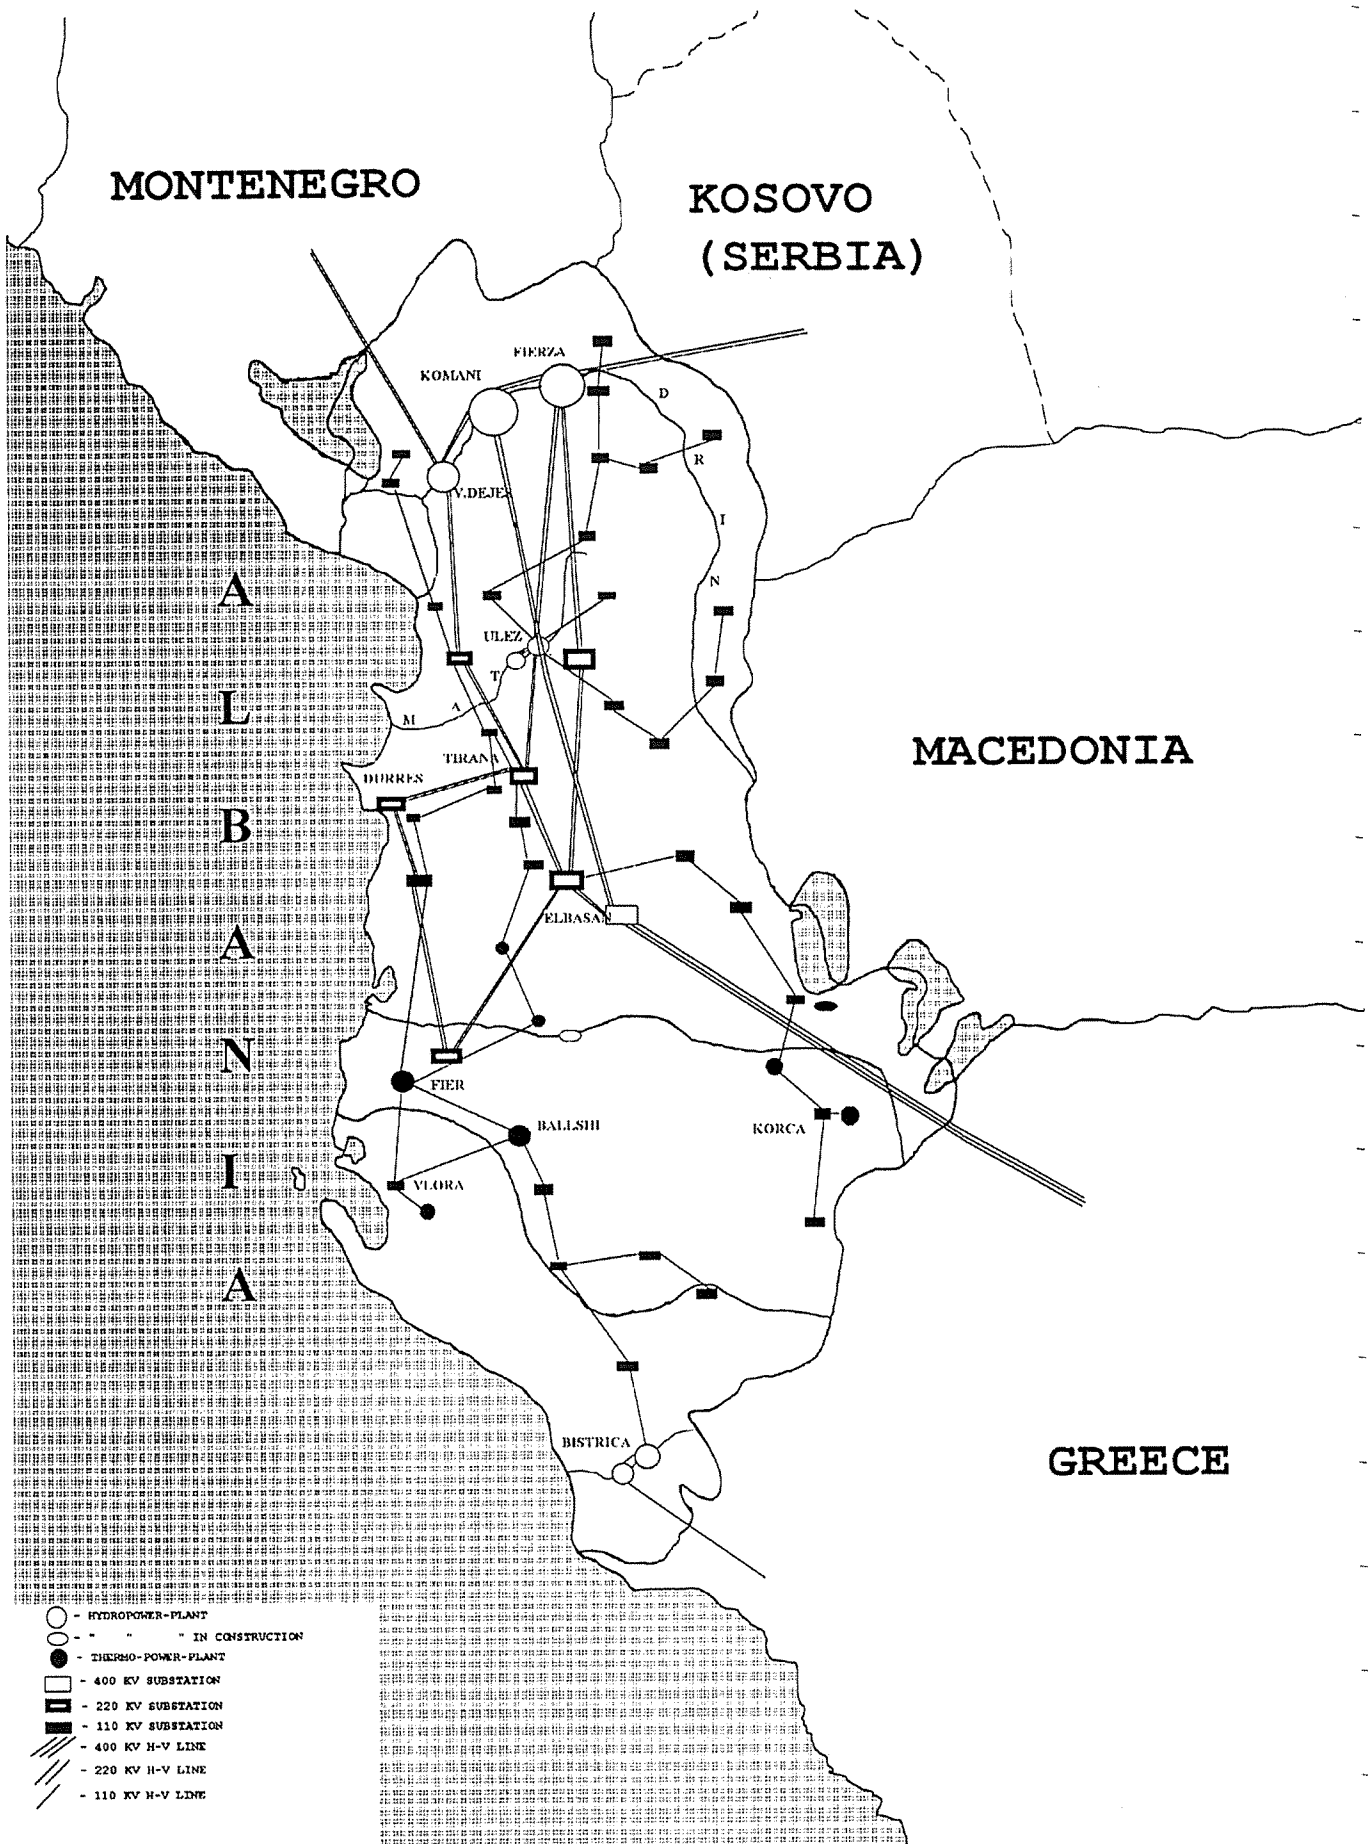 MONTENEGRO
KOSOVO
(SERBIA)
FIERZA
KOMANI
D
R
V.DEJES
I
N
ULEZ
T
A
M
TIRANA
DURRES
MACEDONIA
ELBASAN
FIER
BALLSHI
KORCA
VLORA
A
L
B
A
N
I
A
BISTRICA
GREECE
- HYDROPOWER-PLANT
- " " " IN CONSTRUCTION
- THERMO-POWER-PLANT
- 400 KV SUBSTATION
- 220 KV SUBSTATION
- 110 KV SUBSTATION
- 400 KV H-V LINE
- 220 KV H-V LINE
- 110 KV H-V LINE